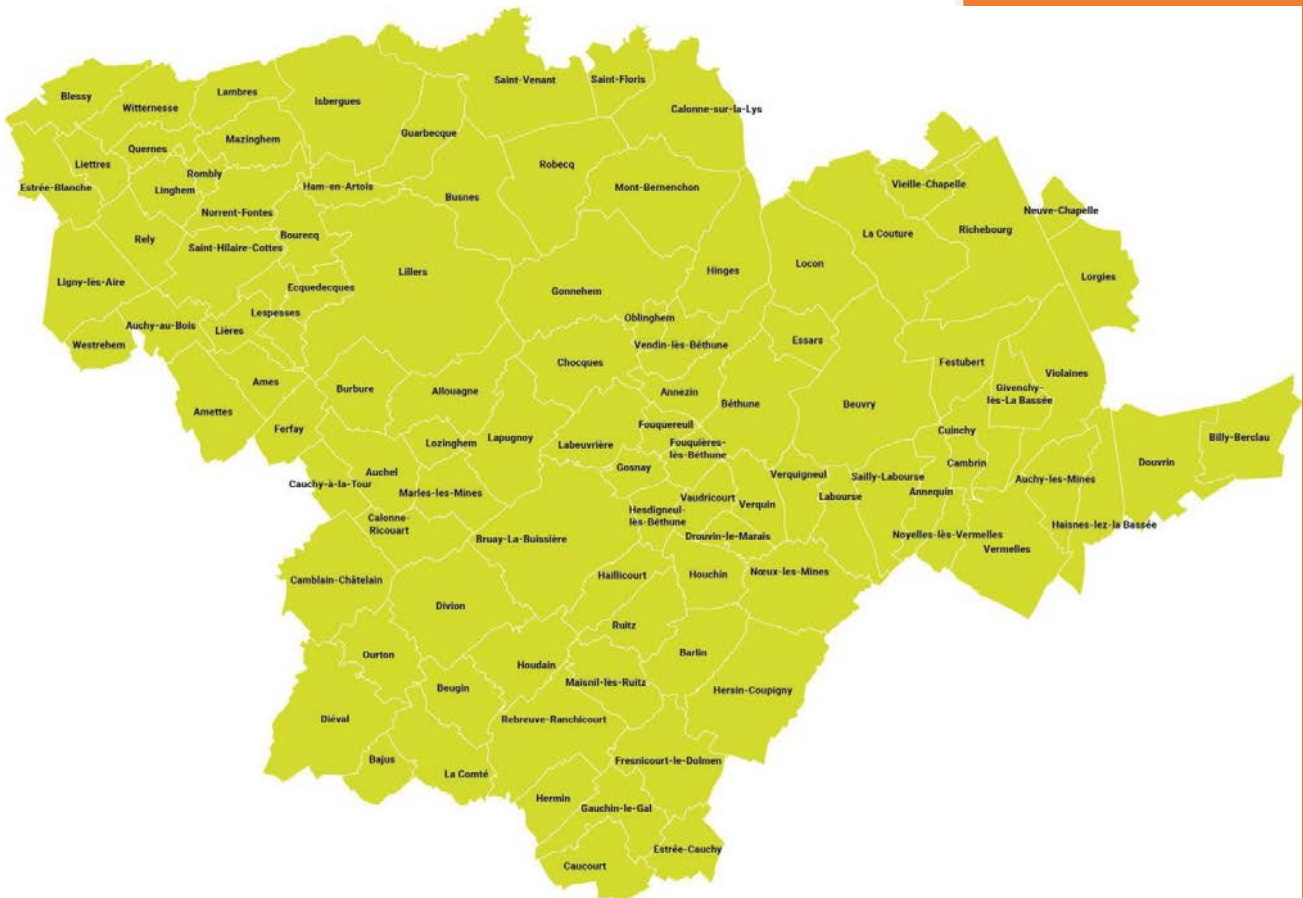 Saint-Venant
Saint-Floris
Blessy
Lambres
Witternesse
Isbergues
Calonne-sur-la-Lys
Guarbecque
Mazinghem
Quernes
Liettres
Robecq
Rombly
Estrée-Blanche
Linghem
Ham-en-Artois
Mont-Bernenchon
Vieille-Chapelle
Busnes
Norrent-Fontes
Neuve-Chapelle
Richebourg
La Couture
Bourecq
Rely
Saint-Hilaire-Cottes
Locon
Hinges
Lillers
Lorgies
Ligny-lès-Aire
Ecquedecques
Gonnehem
Lespesses
Oblinghem
Auchy-au-Bois
Lières
Essars
Westrehem
Vendin-lès-Béthune
Chocques
Festubert
Violaines
Ames
Burbure
Allouagne
Annezin
Givenchy-
lès-La Bassée
Béthune
Beuvry
Amettes
Fouquereuil
Ferfay
Cuinchy
Lozinghem
Lapugnoy
Labeuvrière
Billy-Berclau
Fouquières-
lès-Béthune
Douvrin
Cambrin
Gosnay
Auchel
Verquigneul
Sailly-Labourse
Auchy-les-Mines
Cauchy-à-la-Tour
Marles-les-Mines
Annequin
Labourse
Vaudricourt
Verquin
Hesdigneul-
lès-Béthune
Calonne-
Ricouart
Haisnes-lez-la Bassée
Noyelles-lès-Vermelles
Drouvin-le-Marais
Bruay-La-Buissière
Vermelles
Nœux-les-Mines
Haillicourt
Houchin
Camblain-Châtelain
Divion
Ruitz
Barlin
Ourton
Houdain
Maisnil-lès-Ruitz
Beugin
Hersin-Coupigny
Diéval
Rebreuve-Ranchicourt
Bajus
Fresnicourt-le-Dolmen
La Comté
Hermin
Gauchin-le-Gal
Estrée-Cauchy
Caucourt